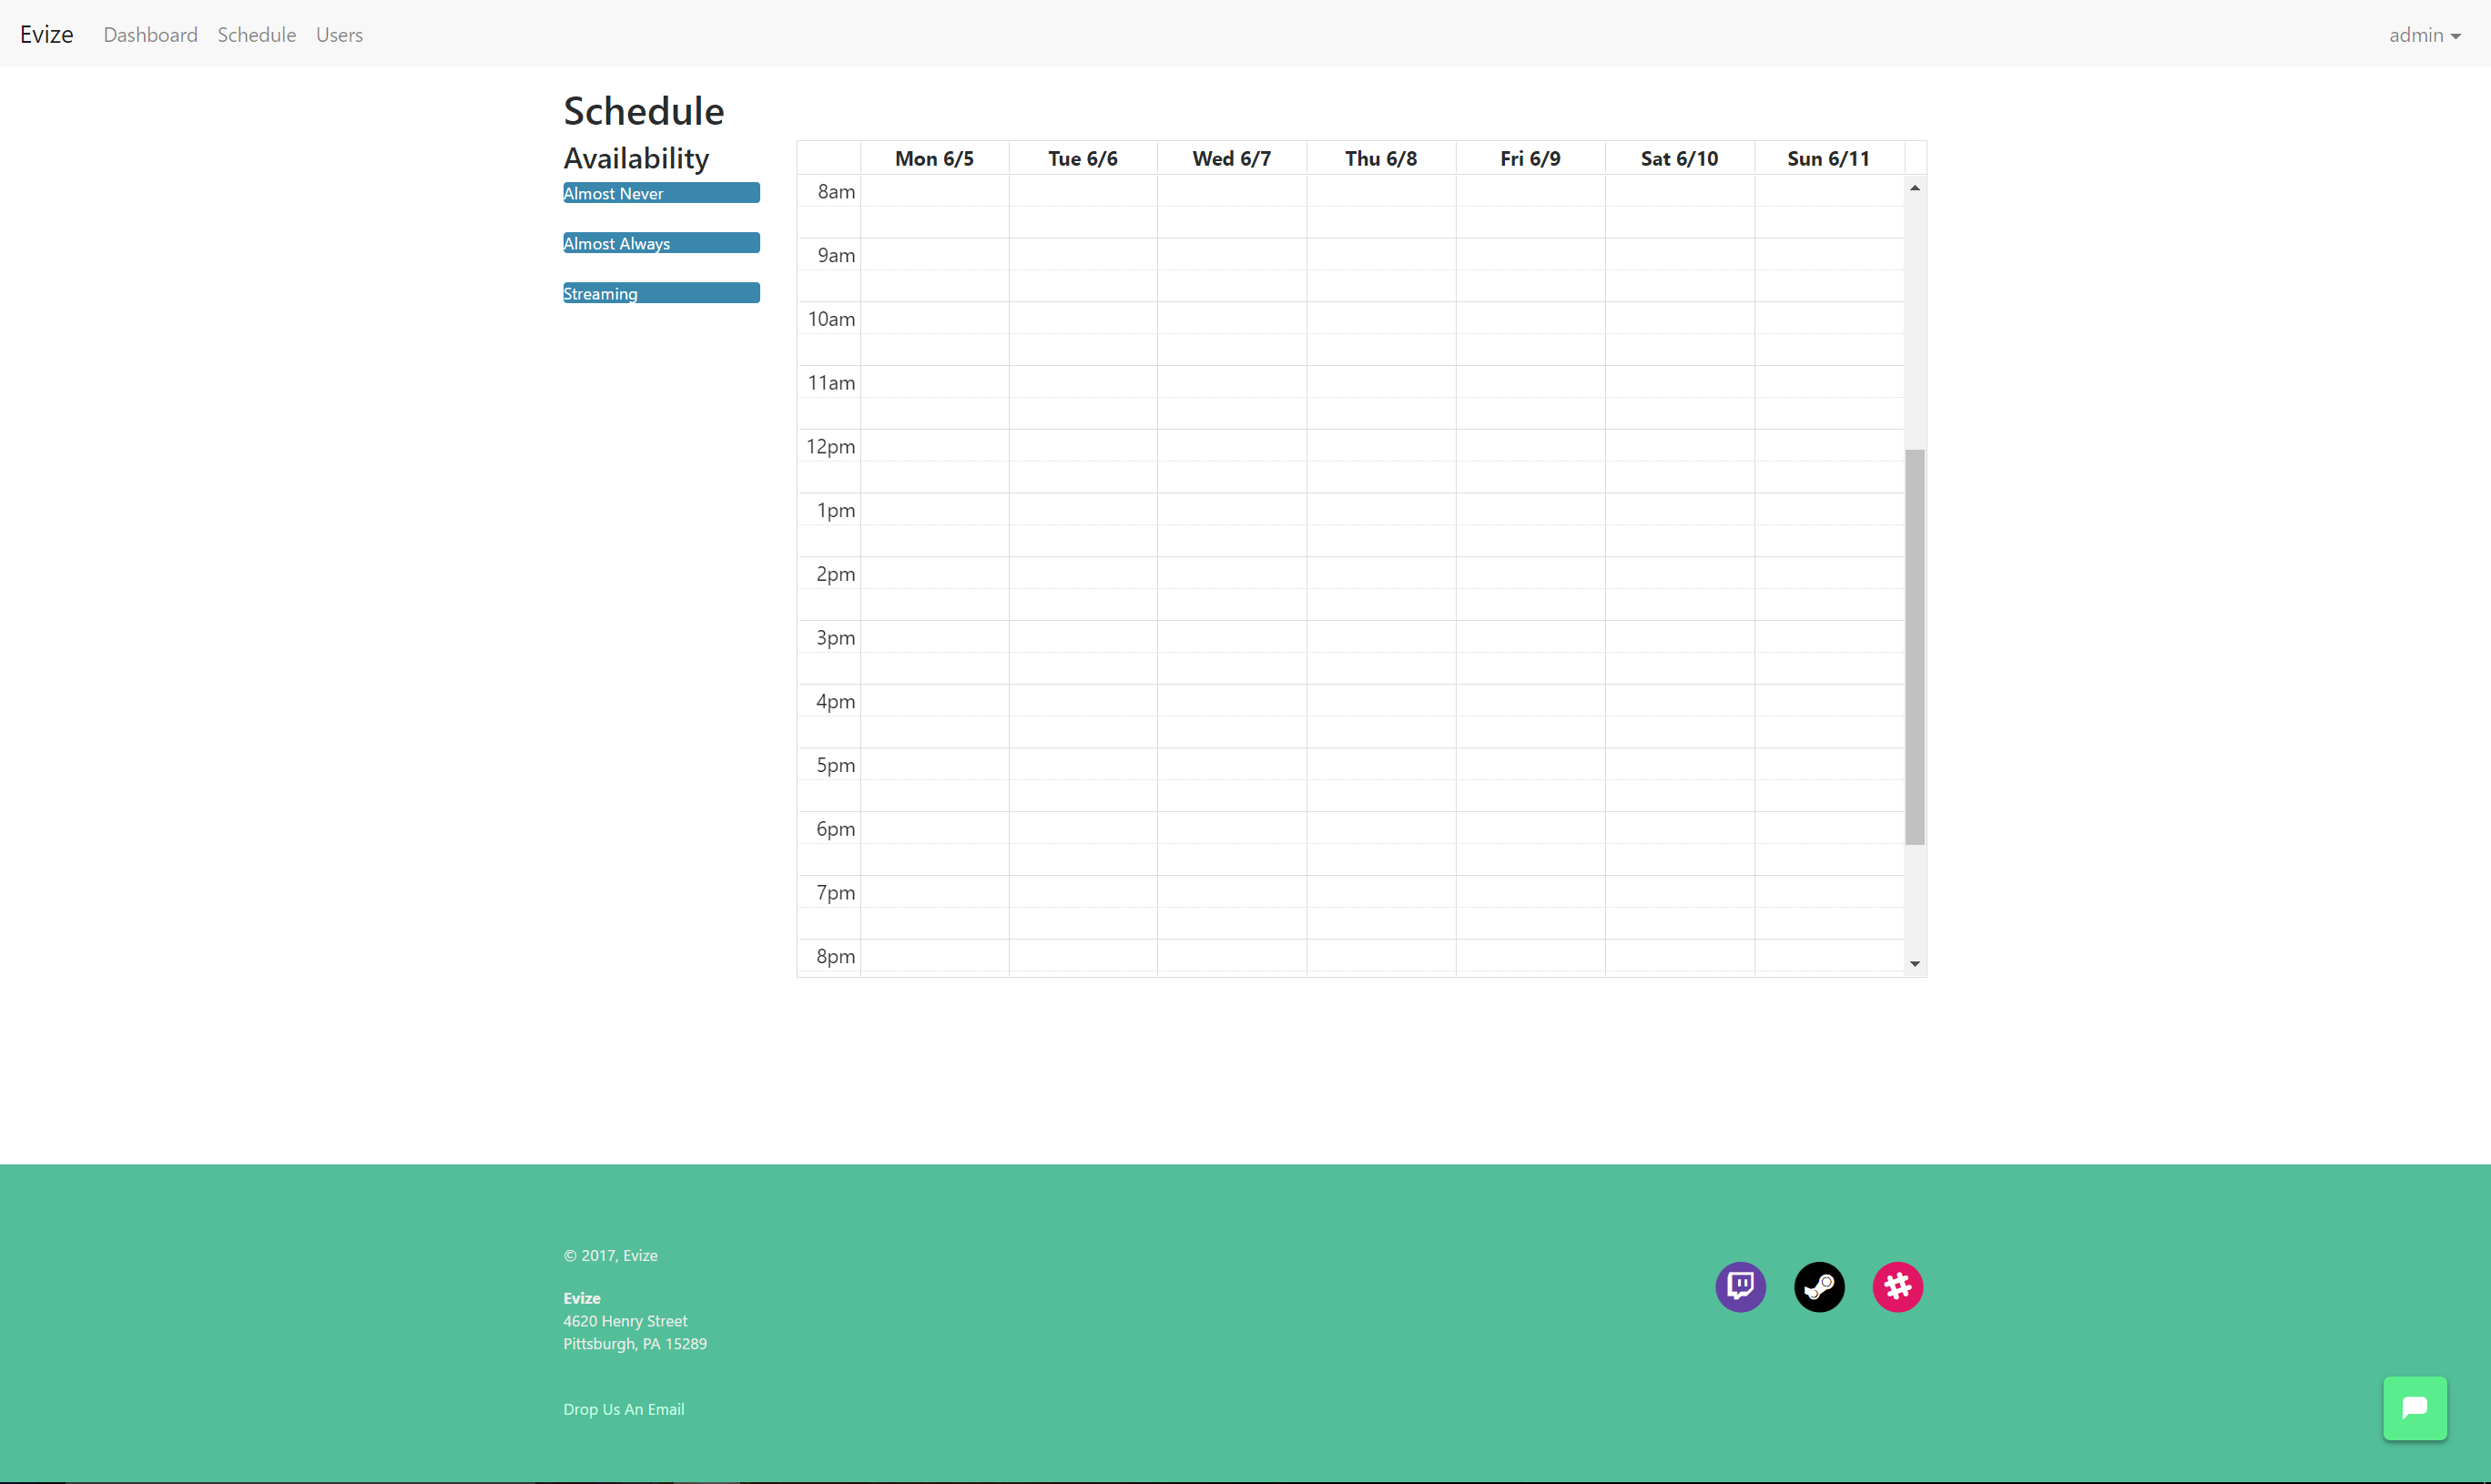 Evize Dashboard Schedule Users admin
Schedule
Availability
Almost Never
Almost Always
Streaming
Mon 6/5 Tue 6/6 Wed 6/7 Thu 6/8 Fri 6/9 Sat 6/10 Sun 6/11
8am
9am
10am
11am
12pm
1pm
2pm
3pm
4pm
5pm
6pm
7pm
8pm
© 2017, Evize
Evize
4620 Henry Street
Pittsburgh, PA 15289
Drop Us An Email